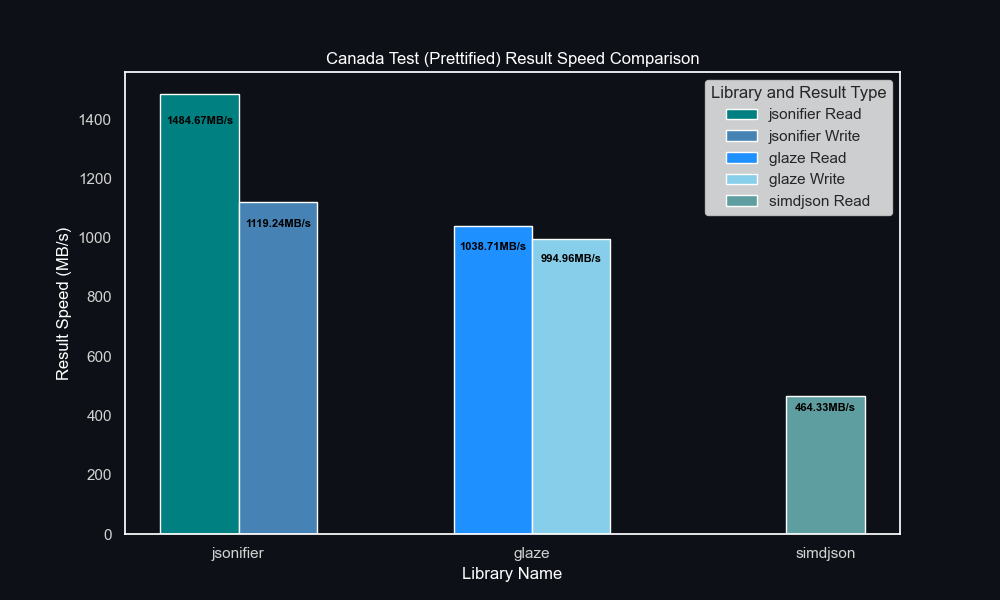 Canada Test (Prettified) Result Speed Comparison
Library and Result Type
jsonifier Read
jsonifier Write
glaze Read
glaze Write
simdjson Read
1484.67MB/s
1119.24MB/s
1038.71MB/s
994.96MB/s
464.33MB/s
Result Speed (MB/s)
1400
1200
1000
800
600
400
200
0
jsonifier
glaze
simdjson
Library Name